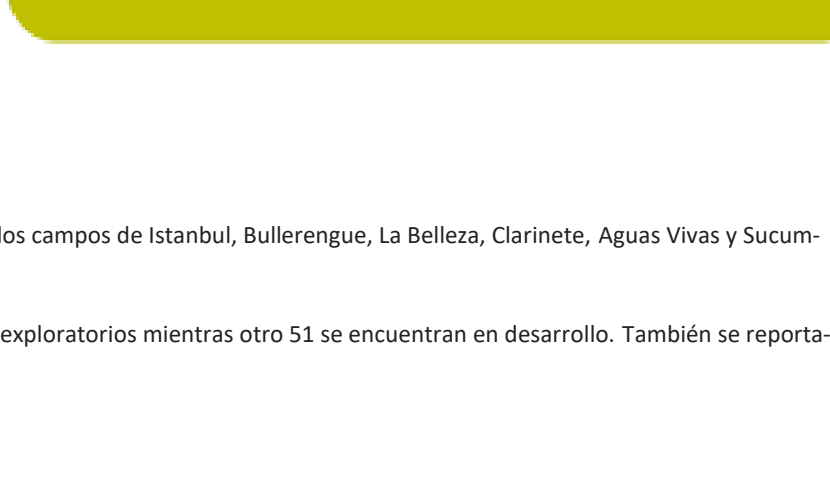 los campos de Istanbul, Bullerengue, La Belleza, Clarinete, Aguas Vivas y Sucum-
exploratorios mientras otro 51 se encuentran en desarrollo. También se reporta-